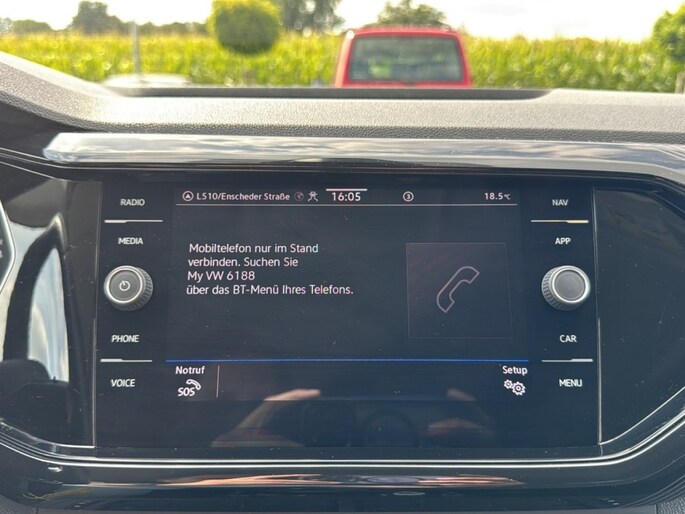 RADIO
MEDIA
PHONE
VOICE
L510/Enscheder Straße
16:05
3
18.5°C
Mobiltelefon nur im Stand
verbinden. Suchen Sie
My VW 6188
über das BT-Menü Ihres Telefons.
Notruf
SOS
Setup
NAV
APP
CAR
MENU